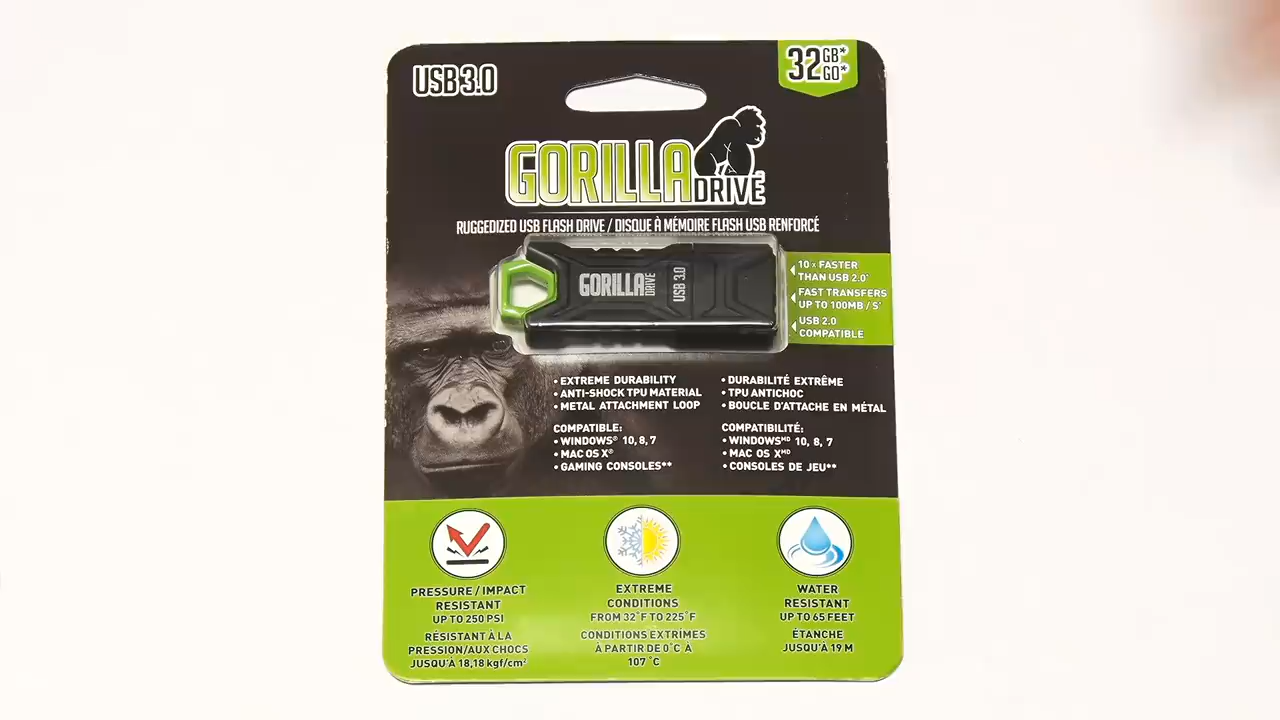 USB 3.0
32 GB*
GO*
GORILLA
DRIVE™
RUGGEDIZED USB FLASH DRIVE / DISQUE À MÉMOIRE FLASH USB RENFORCÉ
GORILLA DRIVE USB 3.0
10 x FASTER
THAN USB 2.0†
FAST TRANSFERS
UP TO 100MB / S†
USB 2.0
COMPATIBLE
• EXTREME DURABILITY
• ANTI-SHOCK TPU MATERIAL
• METAL ATTACHMENT LOOP
COMPATIBLE:
• WINDOWS® 10, 8, 7
• MAC OS X®
• GAMING CONSOLES**
• DURABILITÉ EXTRÊME
• TPU ANTICHOC
• BOUCLE D'ATTACHE EN MÉTAL
COMPATIBILITÉ:
• WINDOWSMD 10, 8, 7
• MAC OS XMD
• CONSOLES DE JEU**
PRESSURE / IMPACT
RESISTANT
UP TO 250 PSI
RÉSISTANT À LA
PRESSION/AUX CHOCS
JUSQU'À 18,18 kgf/cm²
EXTREME
CONDITIONS
FROM 32°F TO 225°F
CONDITIONS EXTRÎMES
À PARTIR DE 0°C À
107 °C
WATER
RESISTANT
UP TO 65 FEET
ÉTANCHE
JUSQU'À 19 M